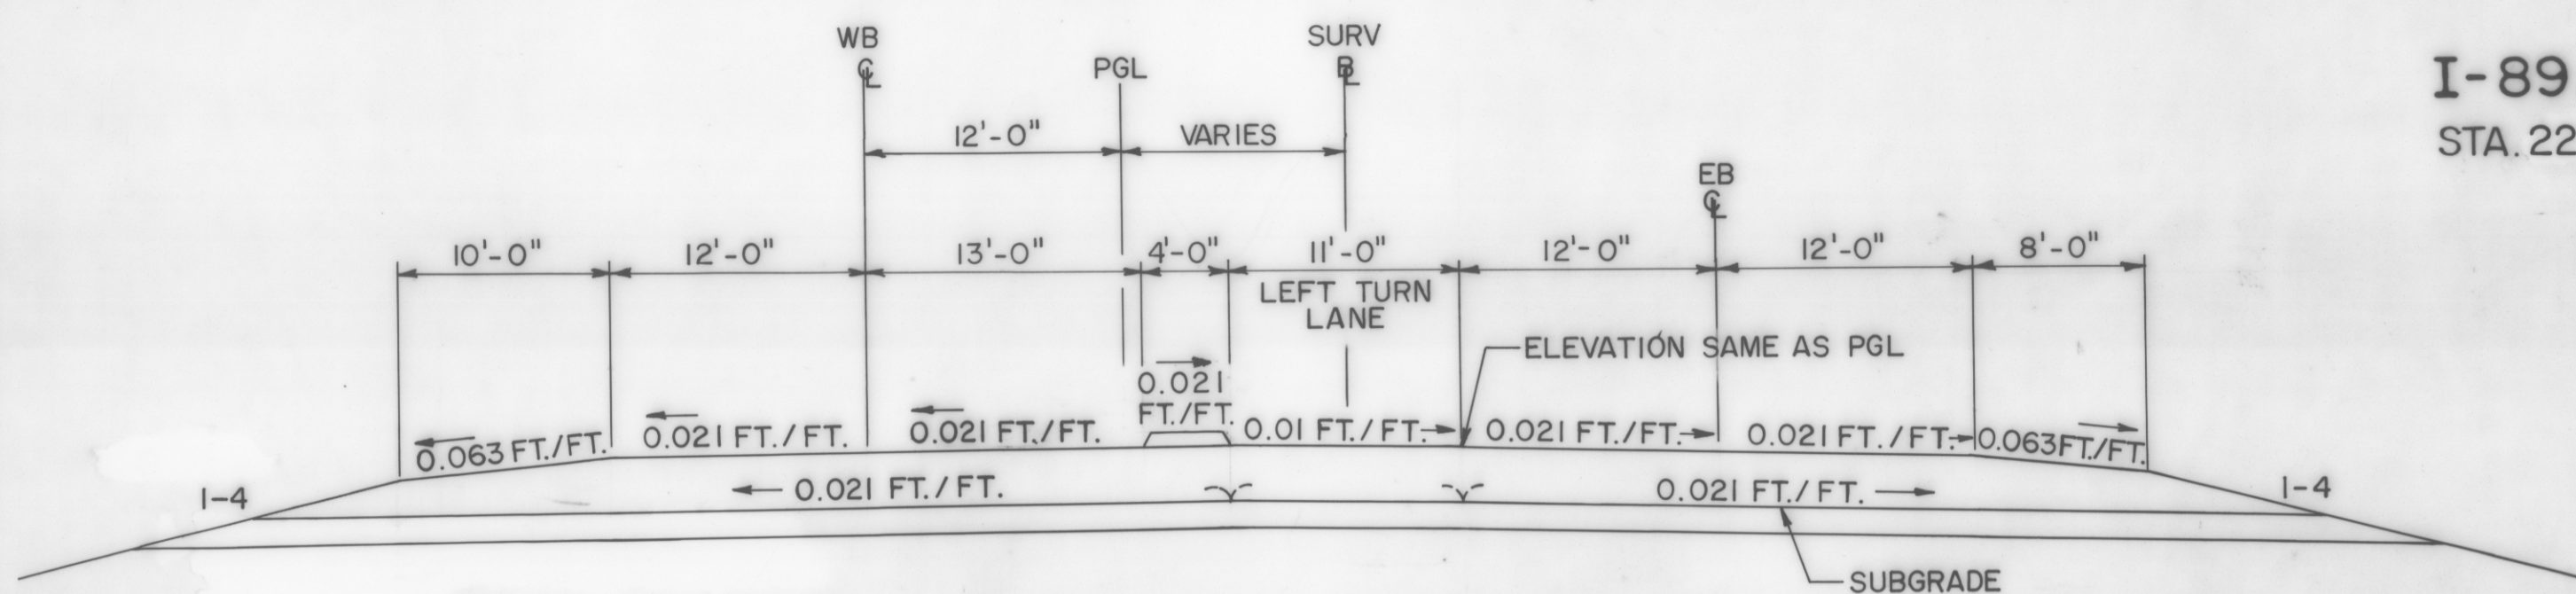 WB
℄
PGL
SURV
BL
I-89
STA. 22
12'-0"
VARIES
EB
℄
10'-0"
12'-0"
13'-0"
4'-0"
11'-0"
12'-0"
12'-0"
8'-0"
LEFT TURN
LANE
ELEVATION SAME AS PGL
0.021
FT./FT.
0.063 FT./FT.
0.021 FT./FT.
0.021 FT./FT.
0.01 FT./FT.
0.021 FT./FT.
0.021 FT./FT.
0.063 FT./FT.
1-4
0.021 FT./FT.
0.021 FT./FT.
1-4
SUBGRADE